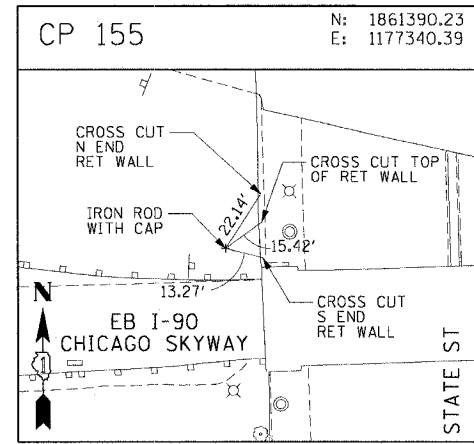 CP 155
N: 1861390.23
E: 1177340.39
CROSS CUT
N END
RET WALL
CROSS CUT TOP
OF RET WALL
IRON ROD
WITH CAP
22.14'
15.42'
13.27'
CROSS CUT
S END
RET WALL
N
1
EB I-90
CHICAGO SKYWAY
STATE ST